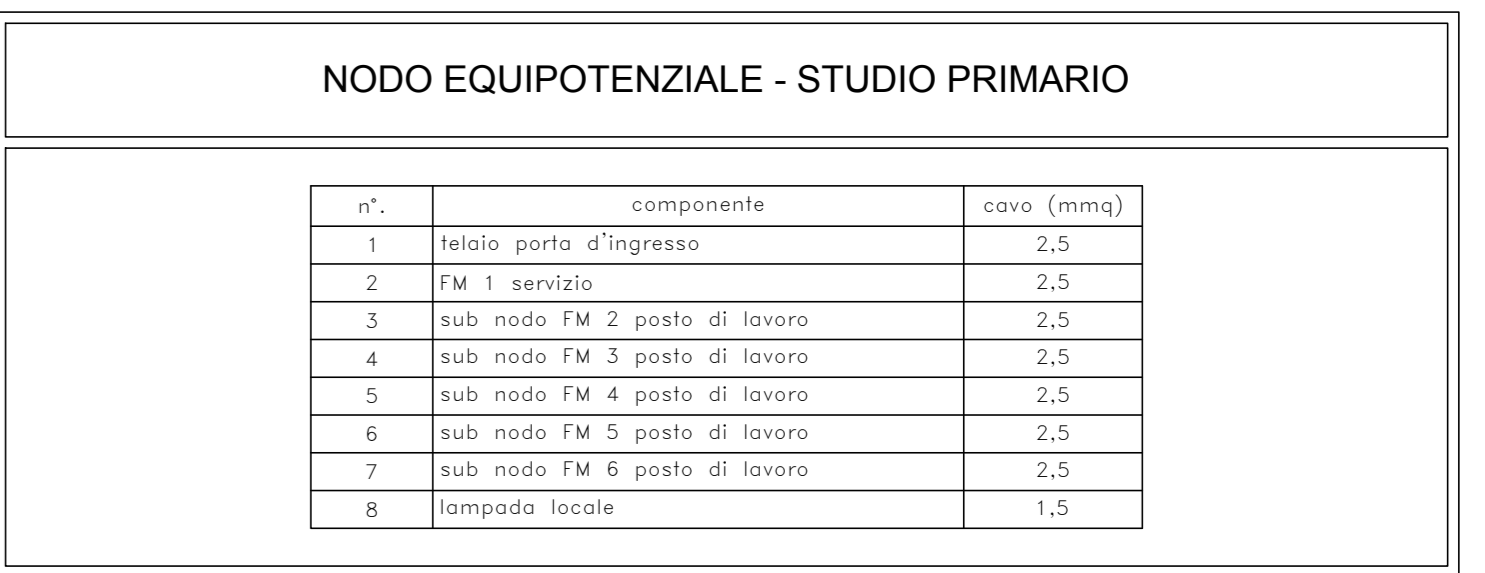 NODO EQUIPOTENZIALE - STUDIO PRIMARIO
n°. componente cavo (mmq)
1 telaio porta d'ingresso 2,5
2 FM 1 servizio 2,5
3 sub nodo FM 2 posto di lavoro 2,5
4 sub nodo FM 3 posto di lavoro 2,5
5 sub nodo FM 4 posto di lavoro 2,5
6 sub nodo FM 5 posto di lavoro 2,5
7 sub nodo FM 6 posto di lavoro 2,5
8 lampada locale 1,5